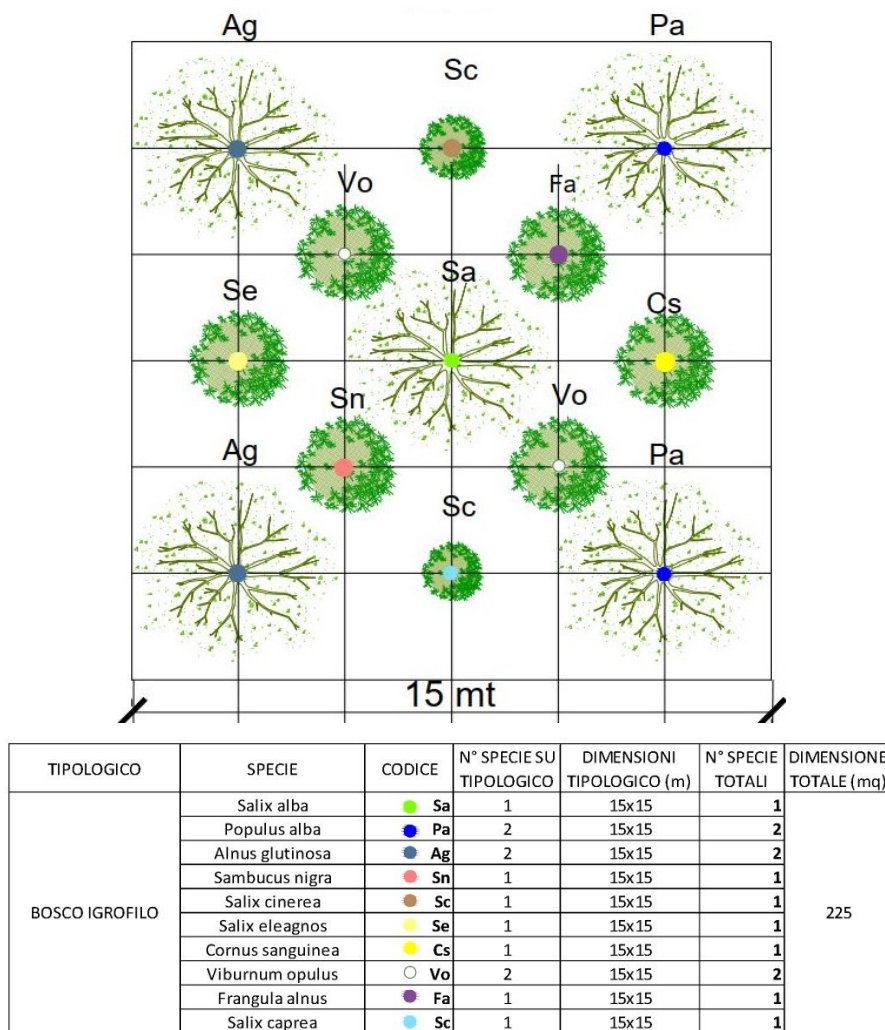 Ag Pa
Sc
Vo Fa
Sa
Se Cs
Sn Vo
Ag Pa
Sc
15 mt
TIPOLOGICO SPECIE CODICE N° SPECIE SU TIPOLOGICO DIMENSIONI TIPOLOGICO (m) N° SPECIE TOTALI DIMENSIONE TOTALE (mq)
Salix alba Sa 1 15x15 1
Populus alba Pa 2 15x15 2
Alnus glutinosa Ag 2 15x15 2
Sambucus nigra Sn 1 15x15 1
Salix cinerea Sc 1 15x15 1
BOSCO IGROFILO 225
Salix eleagnos Se 1 15x15 1
Cornus sanguinea Cs 1 15x15 1
Viburnum opulus Vo 2 15x15 2
Frangula alnus Fa 1 15x15 1
Salix caprea Sc 1 15x15 1